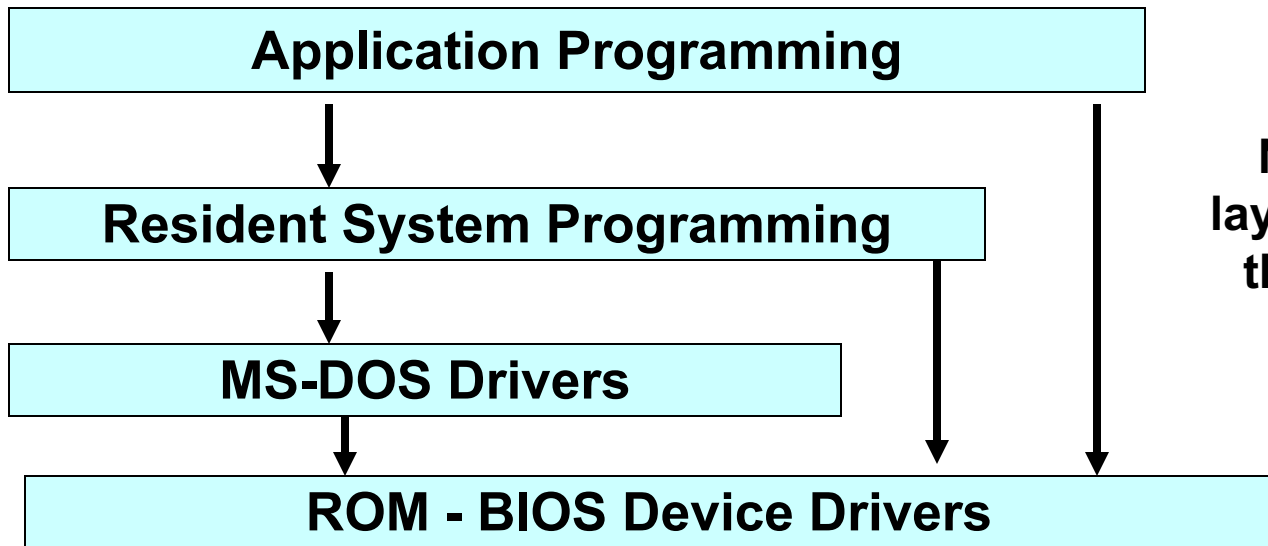 Application Programming
Resident System Programming
MS-DOS Drivers
ROM - BIOS Device Drivers